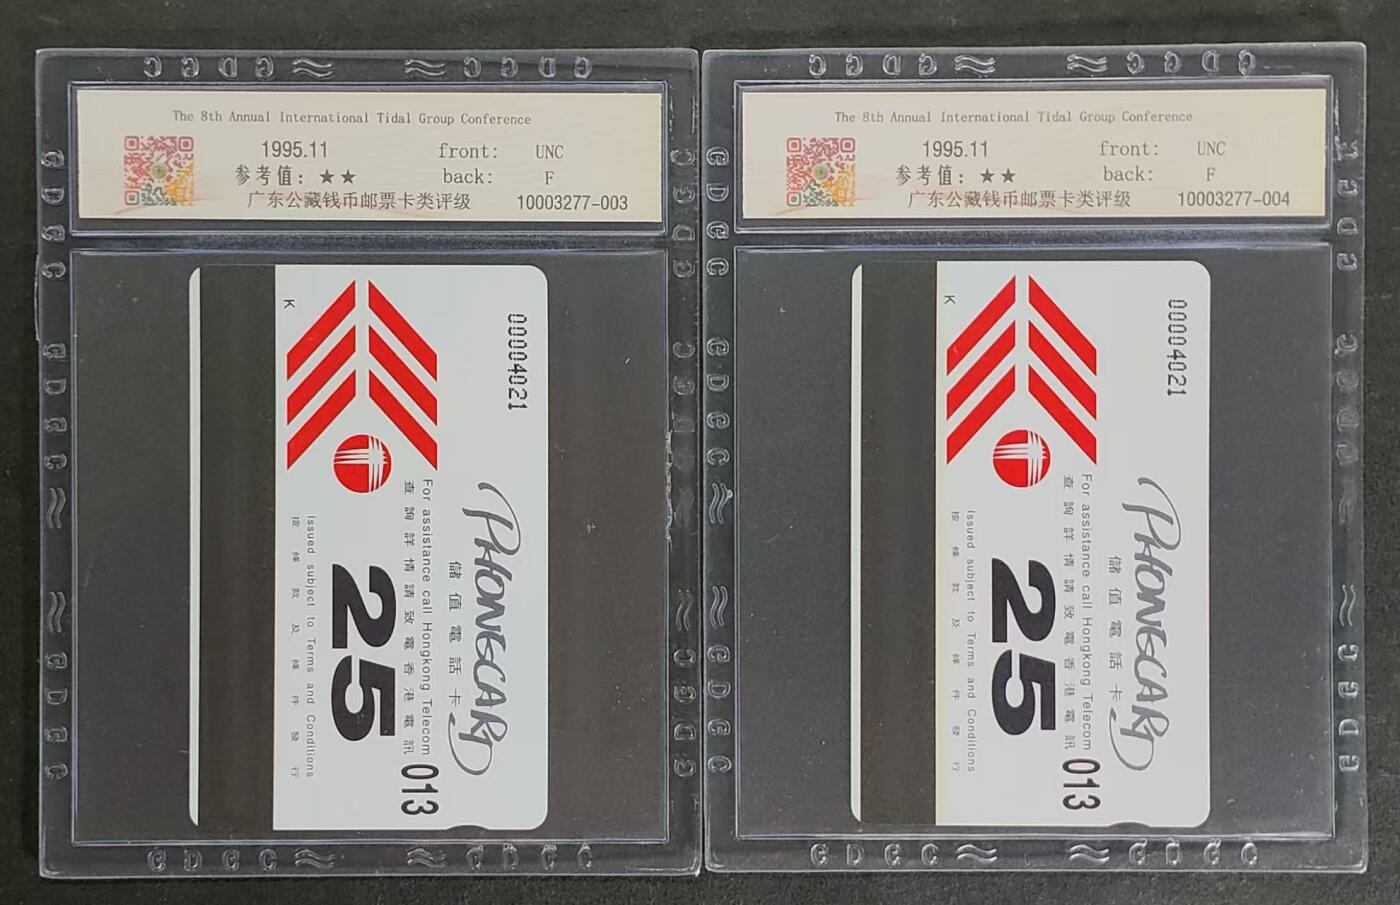 The 8th Annual International Tidal Group Conference
1995.11 front: UNC
参考值: ★★ back: F
广东公藏钱币邮票卡类评级 10003277-003
K
00004021
PHONECARD
儲值電話卡
For assistance call Hongkong Telecom
查詢詳情請致電香港電訊
013
25
Issued subject to Terms and Conditions
按條款及條件發行
The 8th Annual International Tidal Group Conference
1995.11 front: UNC
参考值: ★★ back: F
广东公藏钱币邮票卡类评级 10003277-004
K
00004021
PHONECARD
儲值電話卡
For assistance call Hongkong Telecom
查詢詳情請致電香港電訊
013
25
Issued subject to Terms and Conditions
按條款及條件發行